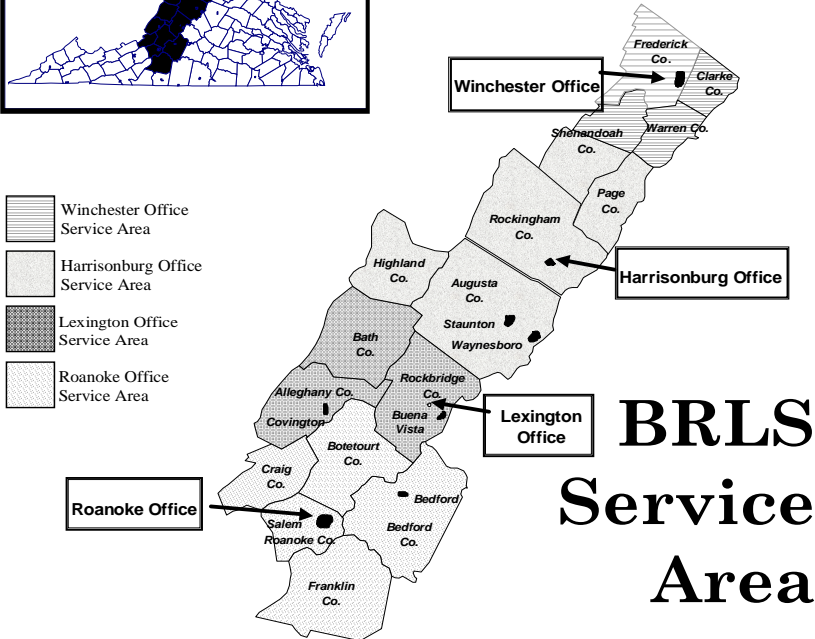 Frederick
Co.
Clarke
Co.
Winchester Office
Shenandoah
Co.
Warren Co.
Page
Co.
Rockingham
Co.
Winchester Office
Service Area
Harrisonburg Office
Service Area
Lexington Office
Service Area
Roanoke Office
Service Area
Highland
Co.
Harrisonburg Office
Augusta
Co.
Staunton
Waynesboro
Bath
Co.
Rockbridge
Co.
Alleghany Co.
Covington
Buena
Vista
Lexington
Office
Botetourt
Co.
Craig
Co.
Roanoke Office
Salem
Roanoke Co.
Bedford
Bedford
Co.
Franklin
Co.
BRLS
Service
Area